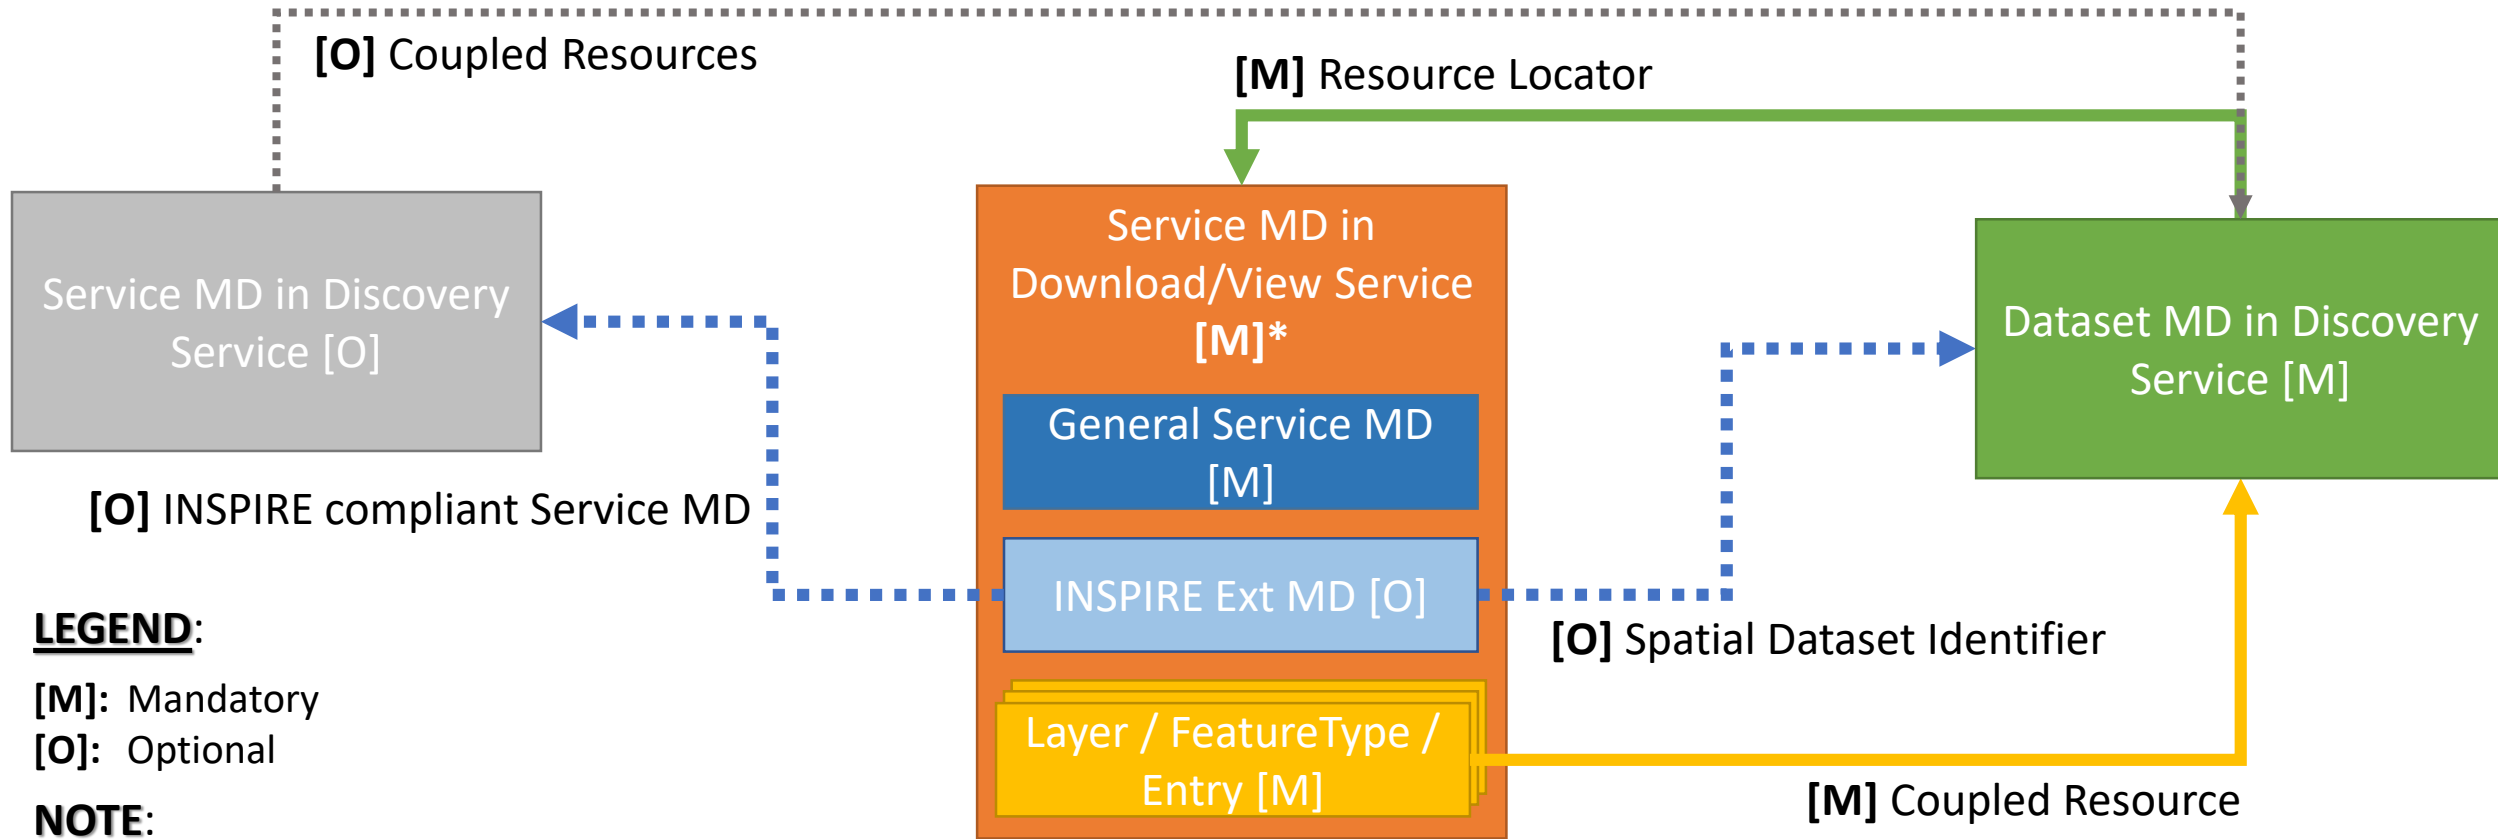 [O] Coupled Resources
[M] Resource Locator
Service MD in Discovery
Service [O]
Service MD in
Download/View Service
[M]*
General Service MD
[M]
INSPIRE Ext MD [O]
Layer / FeatureType /
Entry [M]
Dataset MD in Discovery
Service [M]
[O] INSPIRE compliant Service MD
[O] Spatial Dataset Identifier
[M] Coupled Resource
LEGEND:
[M]: Mandatory
[O]: Optional
NOTE: